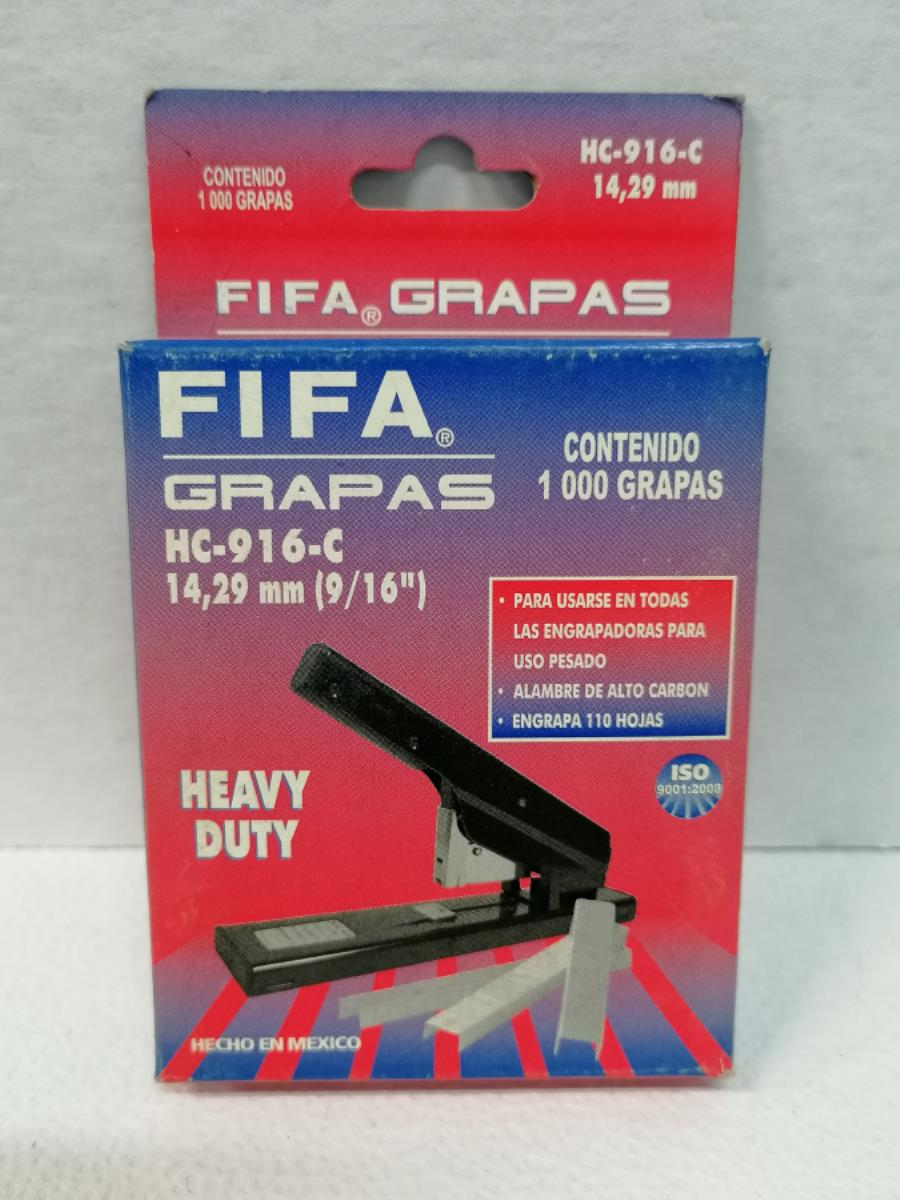 CONTENIDO
1 000 GRAPAS
HC-916-C
14,29 mm
FIFA® GRAPAS
FIFA®
GRAPAS
HC-916-C
14,29 mm (9/16")
CONTENIDO
1 000 GRAPAS
• PARA USARSE EN TODAS
LAS ENGRAPADORAS PARA
USO PESADO
• ALAMBRE DE ALTO CARBON
• ENGRAPA 110 HOJAS
ISO
9001:2008
HEAVY
DUTY
HECHO EN MEXICO